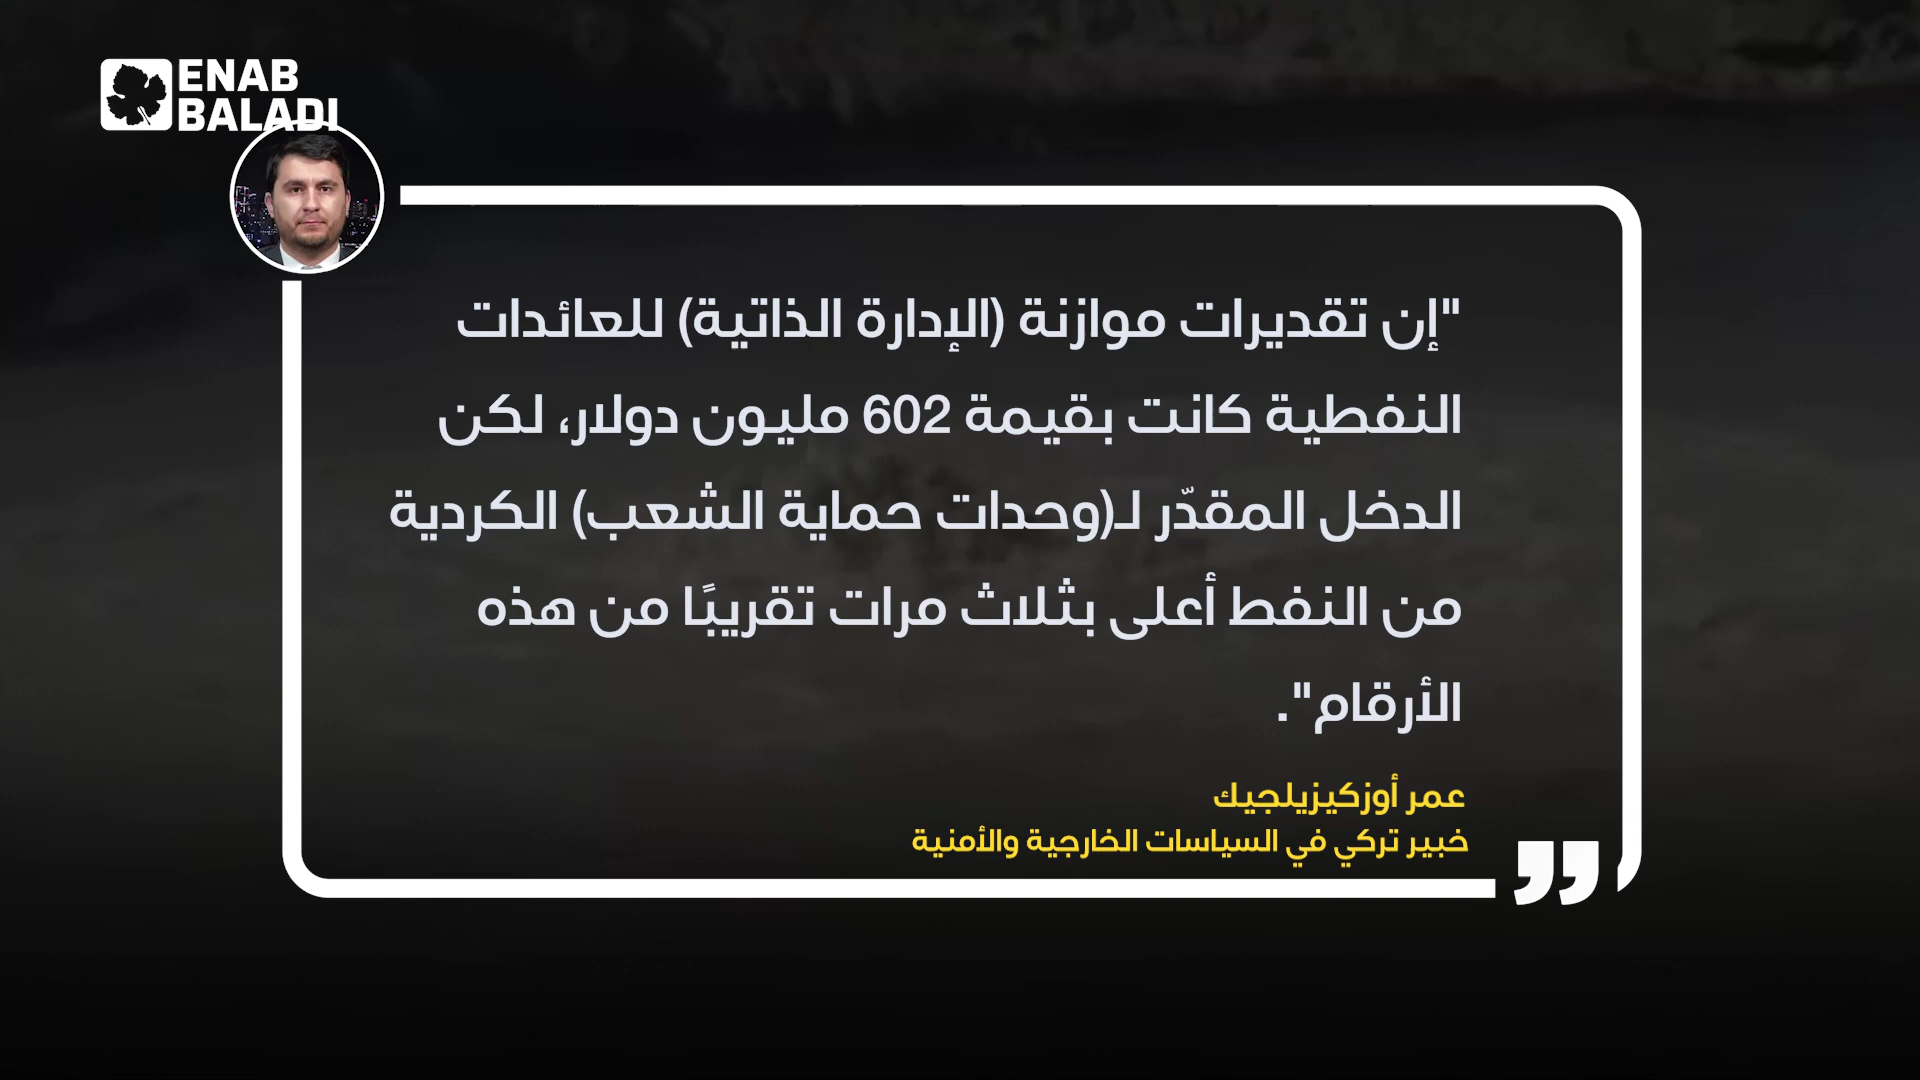 ENAB
BALADI
"إن تقديرات موازنة (الإدارة الذاتية) للعائدات
النفطية كانت بقيمة 602 مليون دولار، لكن
الدخل المقدّر لـ(وحدات حماية الشعب) الكردية
من النفط أعلى بثلاث مرات تقريبًا من هذه
الأرقام".
عمر أوزكيزيلجيك
خبير تركي في السياسات الخارجية والأمنية